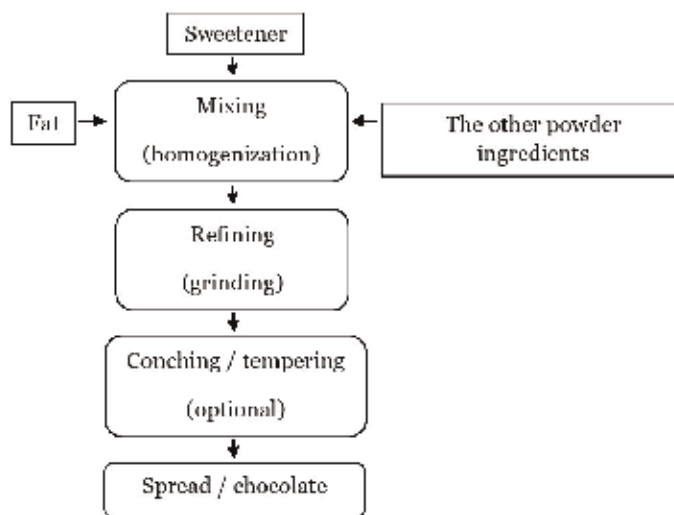 Sweetener
Mixing
(homogenization)
Fat
The other powder
ingredients
Refining
(grinding)
Conching / tempering
(optional)
Spread / chocolate